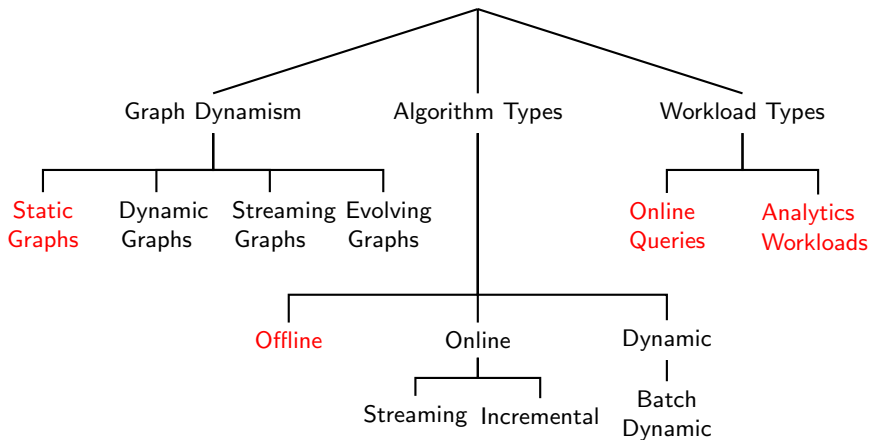 Graph Dynamism
Algorithm Types
Workload Types
Static
Graphs
Dynamic
Graphs
Streaming
Graphs
Evolving
Graphs
Online
Queries
Analytics
Workloads
Offline
Online
Dynamic
Streaming
Incremental
Batch
Dynamic